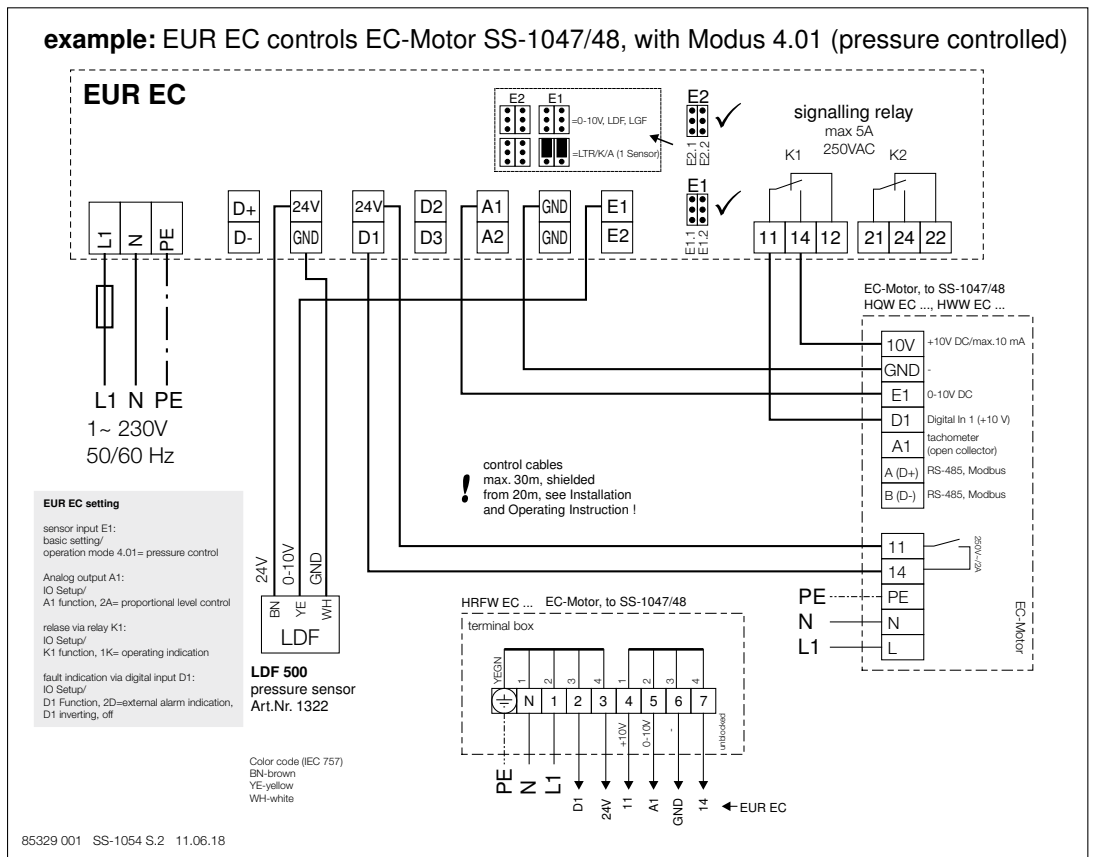 example: EUR EC controls EC-Motor SS-1047/48, with Modus 4.01 (pressure controlled)
EUR EC
E2 E1
=0-10V, LDF, LGF
=LTR/K/A (1 Sensor)
E2
E2.1
E2.2
E1
E1.1
E1.2
signalling relay
max 5A
250VAC
K1 K2
L1 N PE
D+ 24V 24V D2 A1 GND E1
D- GND D1 D3 A2 GND E2
11 14 12 21 24 22
L1 N PE
1~ 230V
50/60 Hz
EC-Motor, to SS-1047/48
HQW EC ..., HWW EC ...
10V +10V DC/max.10 mA
GND -
E1 0-10V DC
D1 Digital In 1 (+10 V)
A1 tachometer
(open collector)
A (D+) RS-485, Modbus
B (D-) RS-485, Modbus
11
14
250V~/2A
PE PE
N N
L1 L
EC-Motor
! control cables
max. 30m, shielded
from 20m, see Installation
and Operating Instruction !
EUR EC setting
sensor input E1:
basic setting/
operation mode 4.01= pressure control
Analog output A1:
IO Setup/
A1 function, 2A= proportional level control
relase via relay K1:
IO Setup/
K1 function, 1K= operating indication
fault indication via digital input D1:
IO Setup/
D1 Function, 2D=external alarm indication,
D1 inverting, off
24V 0-10V GND
BN YE WH
LDF
LDF 500
pressure sensor
Art.Nr. 1322
Color code (IEC 757)
BN-brown
YE-yellow
WH-white
HRFW EC ... EC-Motor, to SS-1047/48
terminal box
YEGN 1 2 3 4 1 2 3 4
N 1 2 3 4 5 6 7
+10V 0-10V - unblocked
PE N L1 D1 24V 11 A1 GND 14
EUR EC
85329 001 SS-1054 S.2 11.06.18